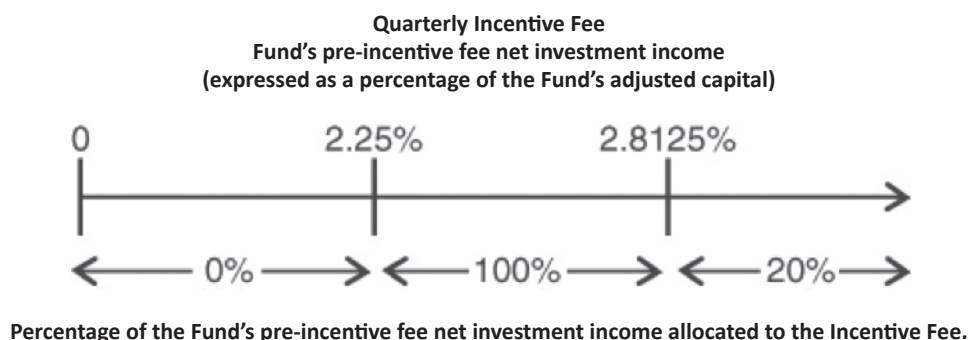 Quarterly Incentive Fee
Fund's pre-incentive fee net investment income
(expressed as a percentage of the Fund's adjusted capital)
0 2.25% 2.8125%
0% 100% 20%
Percentage of the Fund's pre-incentive fee net investment income allocated to the Incentive Fee.